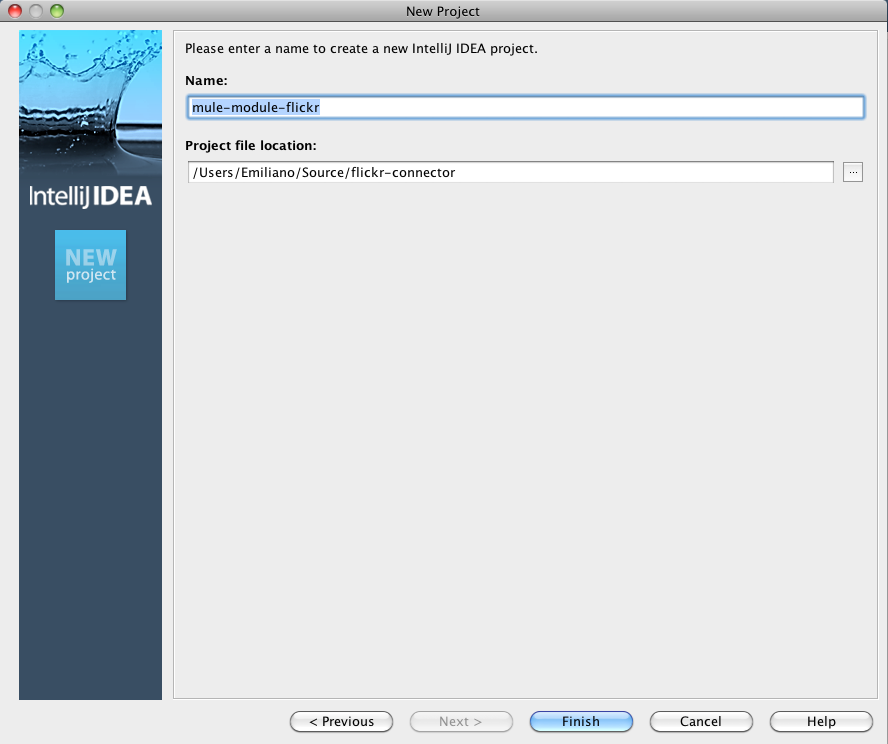 New Project
IntelliJ IDEA
NEW
project
Please enter a name to create a new IntelliJ IDEA project.
Name:
mule-module-flickr
Project file location:
/Users/Emiliano/Source/flickr-connector
...
< Previous
Next >
Finish
Cancel
Help